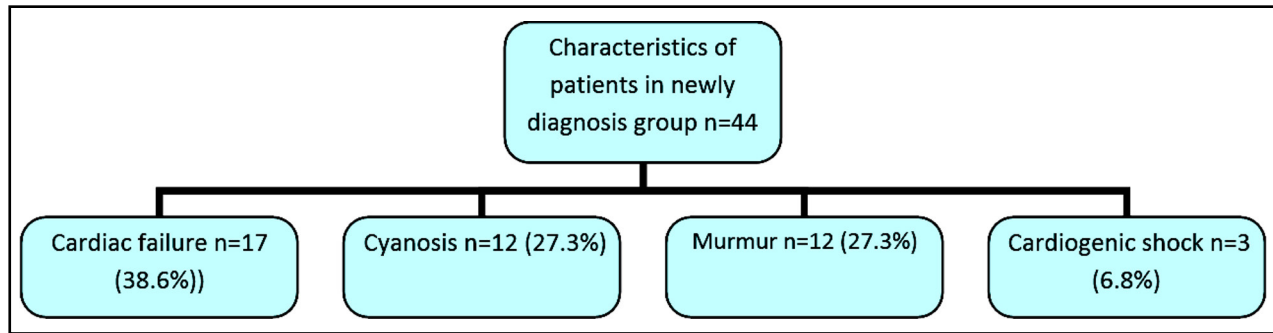 Characteristics of
patients in newly
diagnosis group n=44
Cardiac failure n=17
(38.6%))
Cyanosis n=12 (27.3%)
Murmur n=12 (27.3%)
Cardiogenic shock n=3
(6.8%)